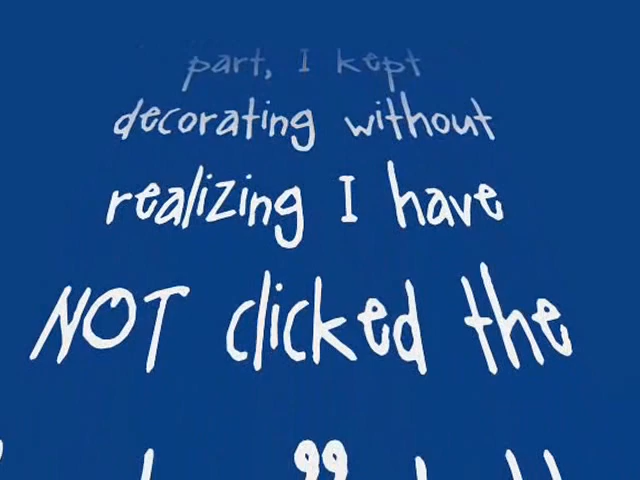 part, I kept
decorating without
realizing I have
NOT clicked the